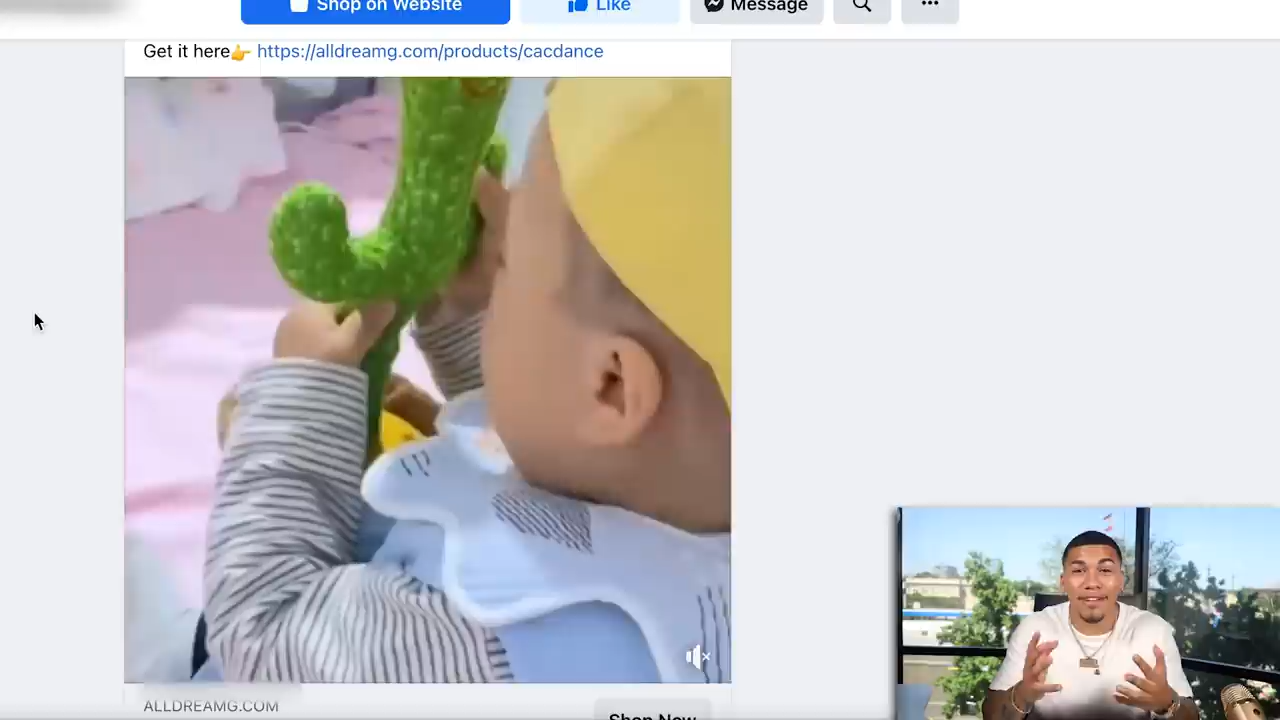 Shop on Website
Like
Message
Get it here👉 https://alldreamg.com/products/cacdance
ALLDREAMG.COM
Shop Now